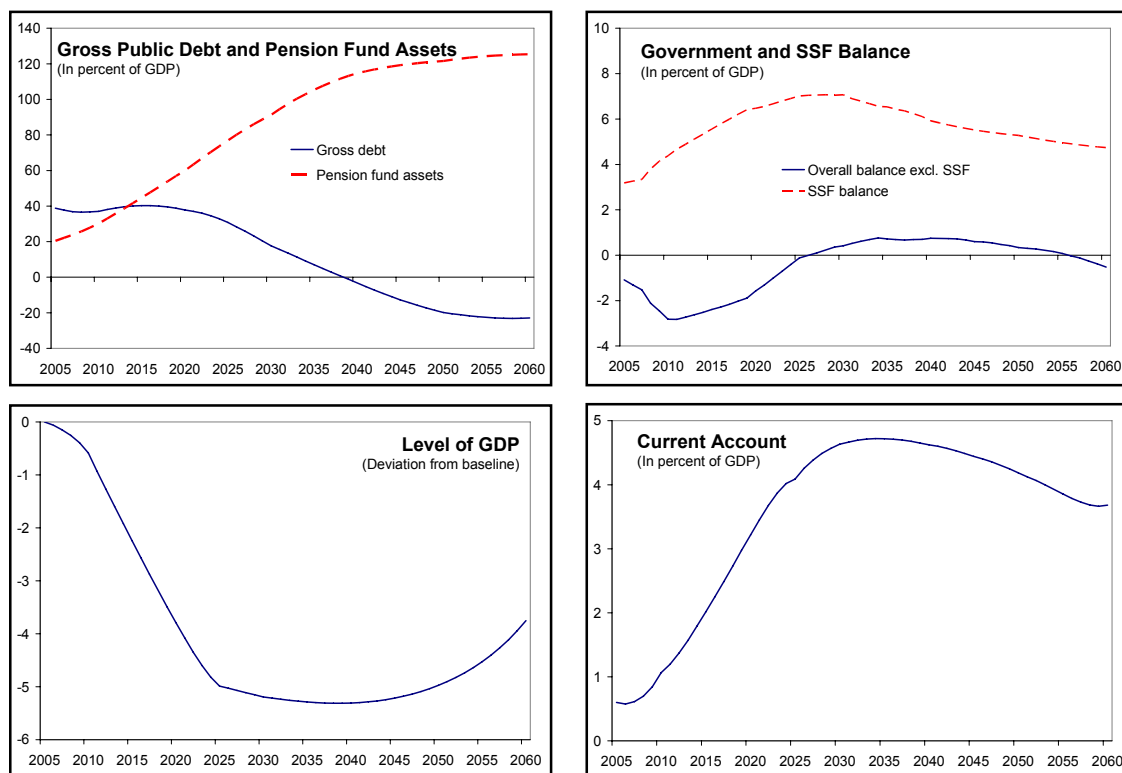 Gross Public Debt and Pension Fund Assets
(In percent of GDP)
140
120
100
80
60
40
20
0
-20
-40
Gross debt
Pension fund assets
2005 2010 2015 2020 2025 2030 2035 2040 2045 2050 2055 2060
Government and SSF Balance
(In percent of GDP)
10
8
6
4
2
0
-2
-4
Overall balance excl. SSF
SSF balance
2005 2010 2015 2020 2025 2030 2035 2040 2045 2050 2055 2060
Level of GDP
(Deviation from baseline)
0
-1
-2
-3
-4
-5
-6
2005 2010 2015 2020 2025 2030 2035 2040 2045 2050 2055 2060
Current Account
(In percent of GDP)
5
4
3
2
1
0
2005 2010 2015 2020 2025 2030 2035 2040 2045 2050 2055 2060